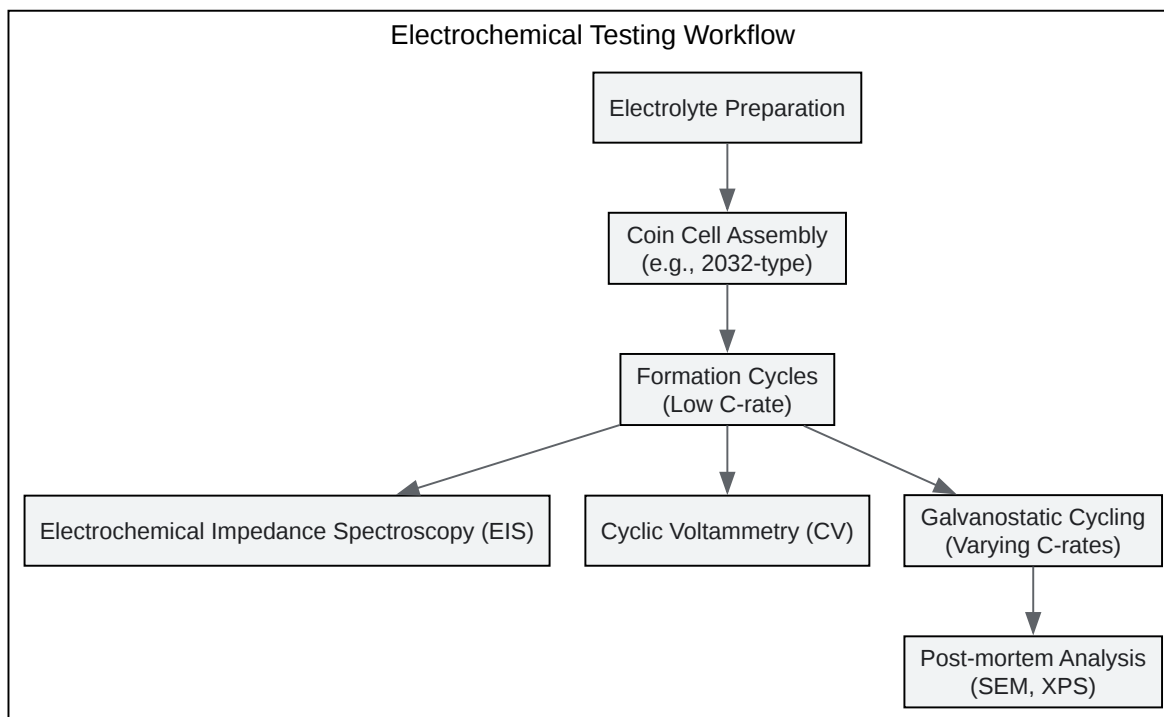 Electrochemical Testing Workflow
Electrolyte Preparation
Coin Cell Assembly
(e.g., 2032-type)
Formation Cycles
(Low C-rate)
Electrochemical Impedance Spectroscopy (EIS)
Cyclic Voltammetry (CV)
Galvanostatic Cycling
(Varying C-rates)
Post-mortem Analysis
(SEM, XPS)